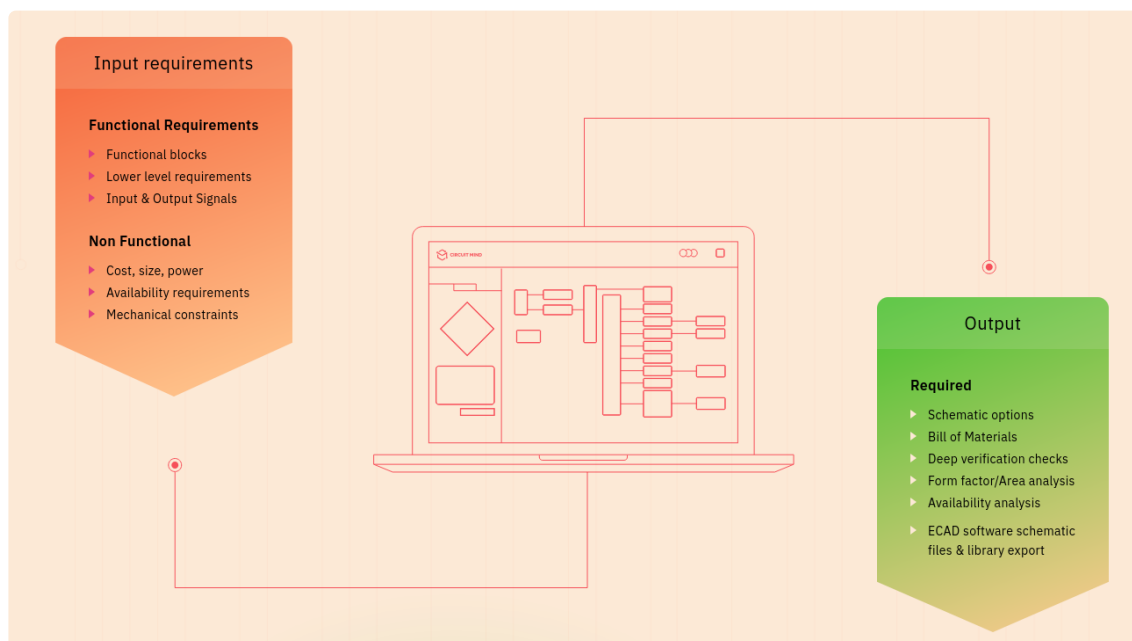 Input requirements
Functional Requirements
Functional blocks
Lower level requirements
Input & Output Signals
Non Functional
Cost, size, power
Availability requirements
Mechanical constraints
CIRCUIT MIND
Output
Required
Schematic options
Bill of Materials
Deep verification checks
Form factor/Area analysis
Availability analysis
ECAD software schematic
files & library export